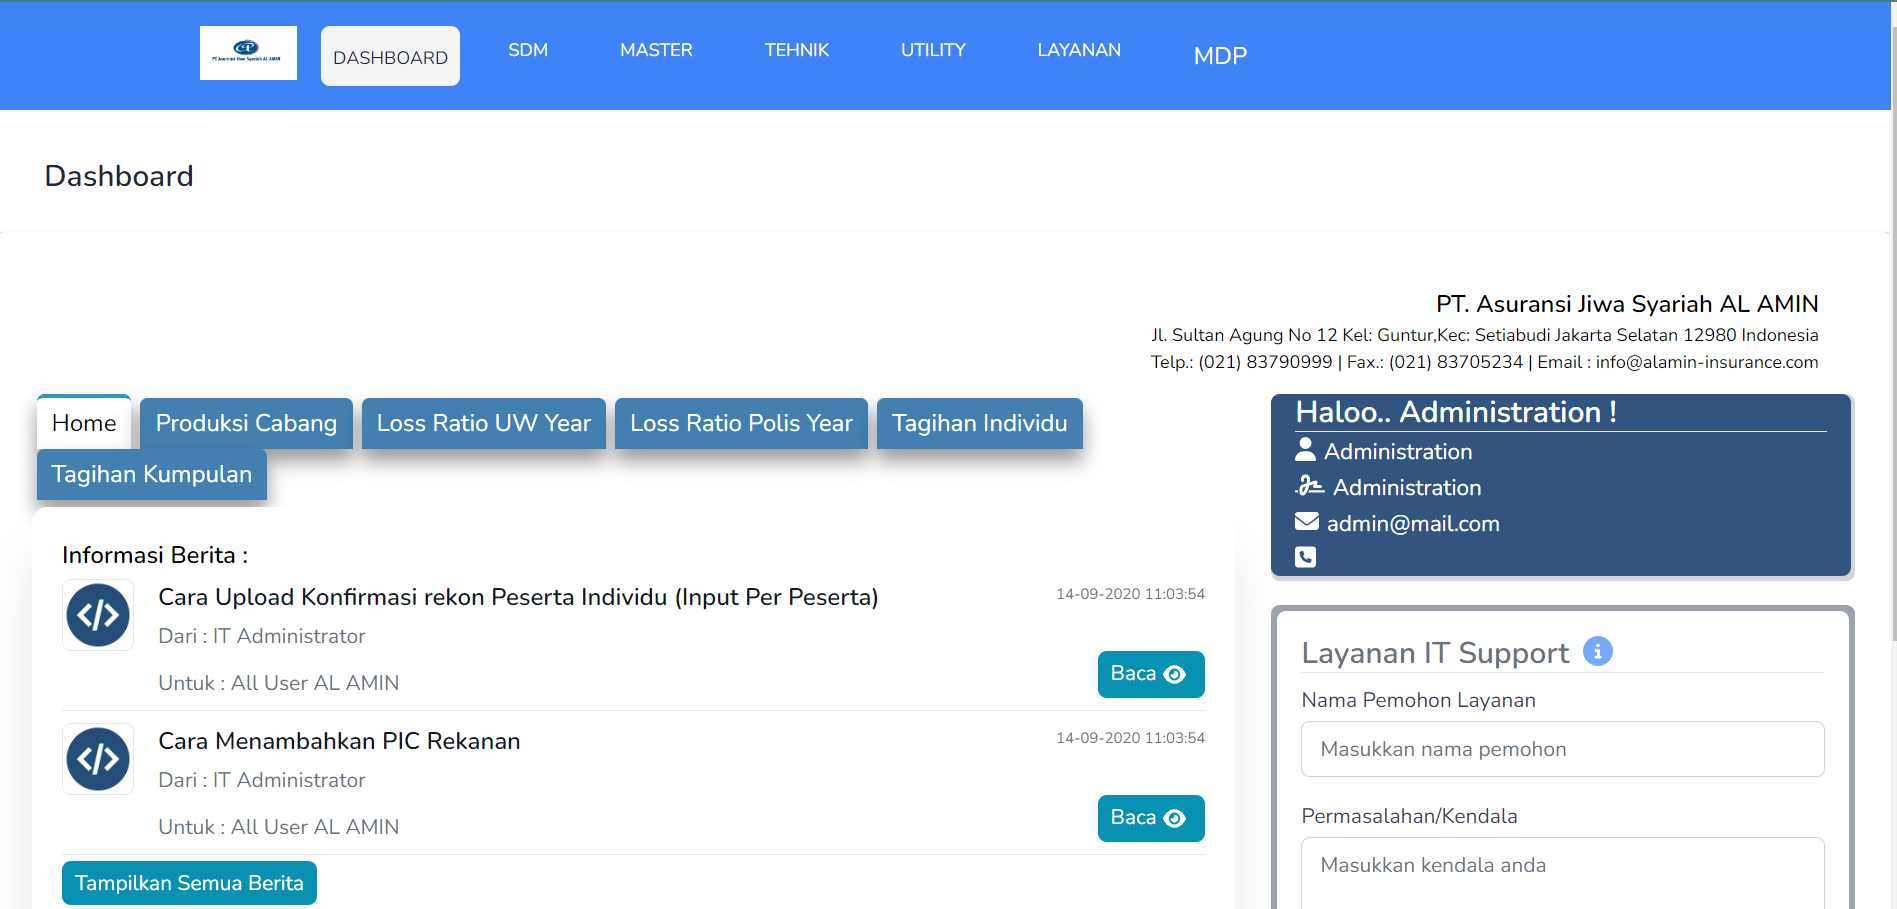 PT Asuransi Jiwa Syariah AL AMIN
DASHBOARD
SDM
MASTER
TEHNIK
UTILITY
LAYANAN
MDP
Dashboard
PT. Asuransi Jiwa Syariah AL AMIN
Jl. Sultan Agung No 12 Kel: Guntur,Kec: Setiabudi Jakarta Selatan 12980 Indonesia
Telp.: (021) 83790999 | Fax.: (021) 83705234 | Email : info@alamin-insurance.com
Home
Produksi Cabang
Loss Ratio UW Year
Loss Ratio Polis Year
Tagihan Individu
Tagihan Kumpulan
Informasi Berita :
Cara Upload Konfirmasi rekon Peserta Individu (Input Per Peserta)
14-09-2020 11:03:54
Dari : IT Administrator
Untuk : All User AL AMIN
Baca
Cara Menambahkan PIC Rekanan
14-09-2020 11:03:54
Dari : IT Administrator
Untuk : All User AL AMIN
Baca
Tampilkan Semua Berita
Haloo.. Administration !
Administration
Administration
admin@mail.com
Layanan IT Support
Nama Pemohon Layanan
Masukkan nama pemohon
Permasalahan/Kendala
Masukkan kendala anda